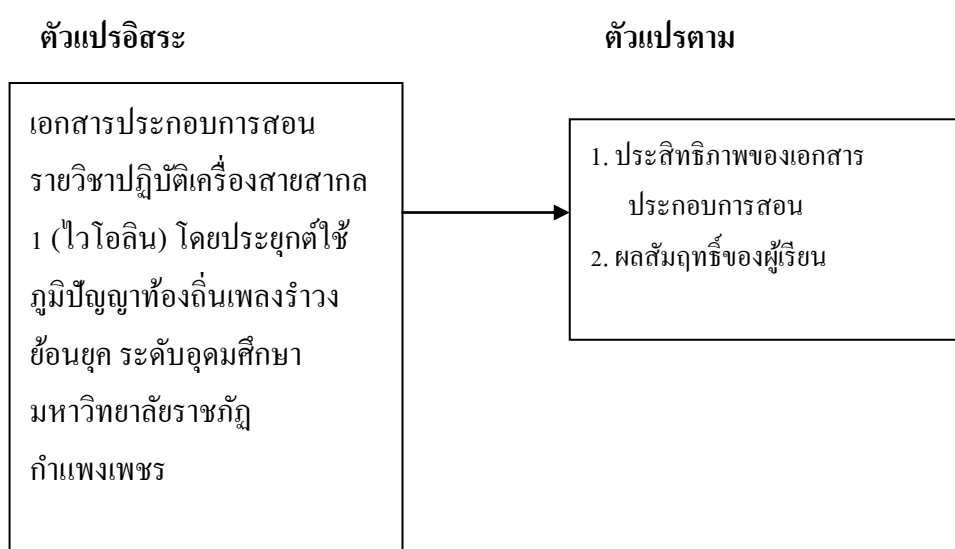 ตัวแปรอิสระ
ตัวแปรตาม
เอกสารประกอบการสอน
รายวิชาปฏิบัติเครื่องสายสากล
1 (ไวโอลิน) โดยประยุกต์ใช้
ภูมิปัญญาท้องถิ่นเพลงรำวง
ย้อนยุค ระดับอุดมศึกษา
มหาวิทยาลัยราชภัฏ
กำแพงเพชร
1. ประสิทธิภาพของเอกสาร
ประกอบการสอน
2. ผลสัมฤทธิ์ของผู้เรียน